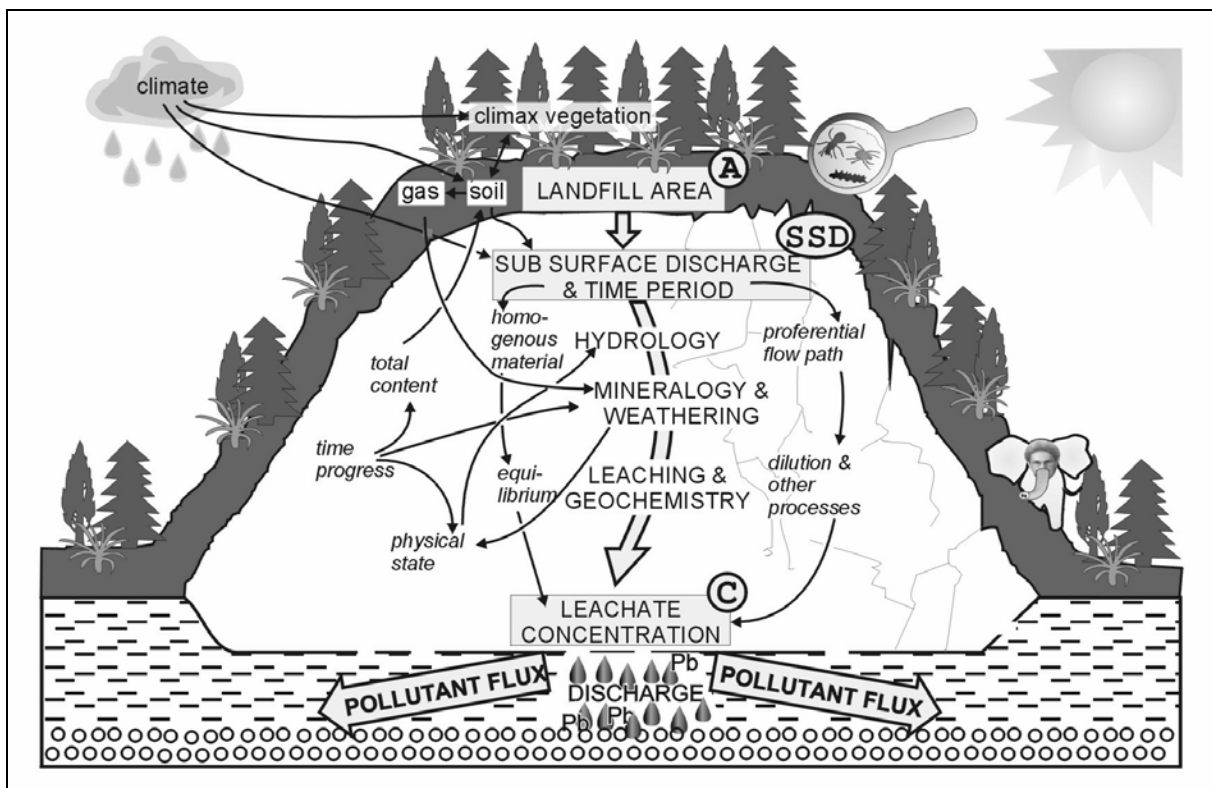 climate
climax vegetation
A
gas
soil
LANDFILL AREA
SSD
SUB SURFACE DISCHARGE
& TIME PERIOD
homo-
genous
material
HYDROLOGY
proferential
flow path
total
content
MINERALOGY &
WEATHERING
time
progress
equi-
librium
LEACHING &
GEOCHEMISTRY
dilution &
other
processes
physical
state
C
LEACHATE
CONCENTRATION
POLLUTANT FLUX
Pb
DISCHARGE
Pb
Pb
POLLUTANT FLUX